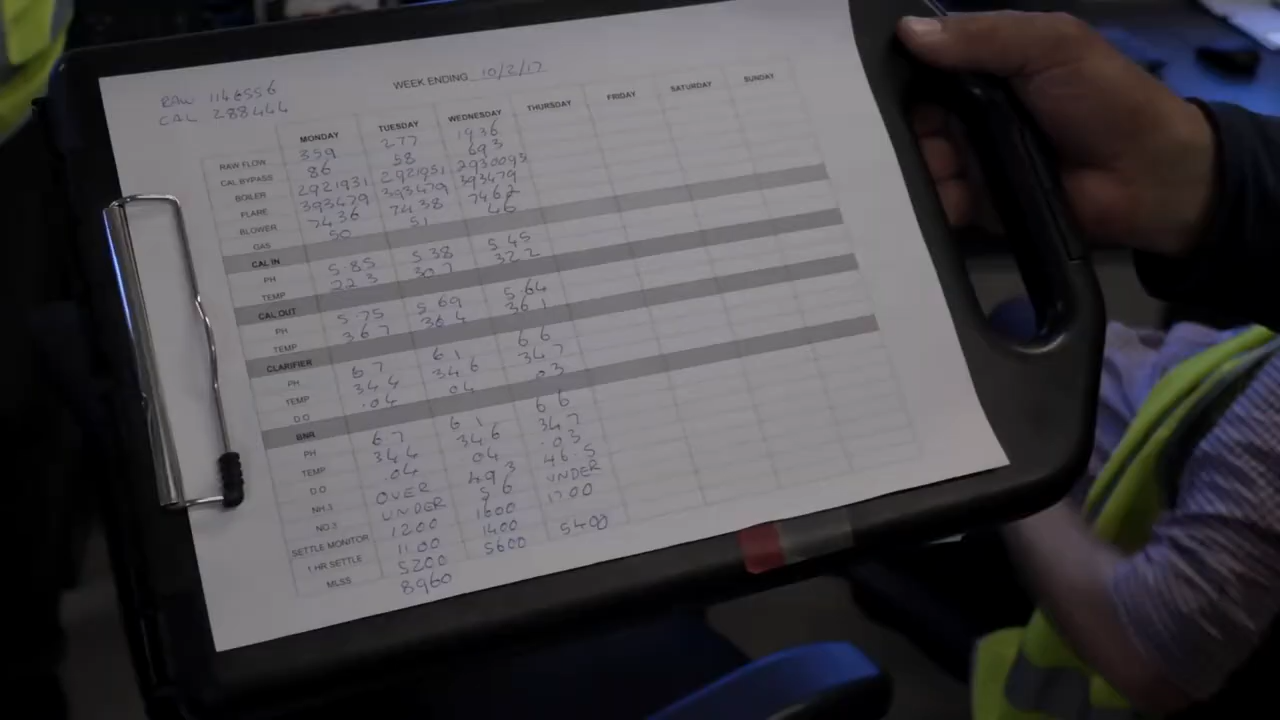 RAW 1146556
CAL 288444
WEEK ENDING 10/2/17
MONDAY TUESDAY WEDNESDAY THURSDAY FRIDAY SATURDAY SUNDAY
RAW FLOW 359 277 1936
CAL BYPASS 86 58 693
BOILER 2921931 2921951 2930093
FLARE 393479 393479 393479
BLOWER 7436 7438 7462
GAS 50 51 46
CAL IN
PH 5.85 5.38 5.45
TEMP 22.3 30.7 32.2
CAL OUT
PH 5.75 5.69 5.64
TEMP 36.7 36.4 36.1
CLARIFIER
PH 6.7 6.1 6.6
TEMP 34.4 34.6 34.7
DO .04 04 .03
BNR
PH 6.7 6.1 6.6
TEMP 34.4 34.6 34.7
DO .04 04 .03
NH-3 OVER 49.3 46.5
NO-3 UNDER 5.6 UNDER
SETTLE MONITOR 1200 1600 1700
1 HR SETTLE 1100 1400
MLSS 5200 5600 5400
8960